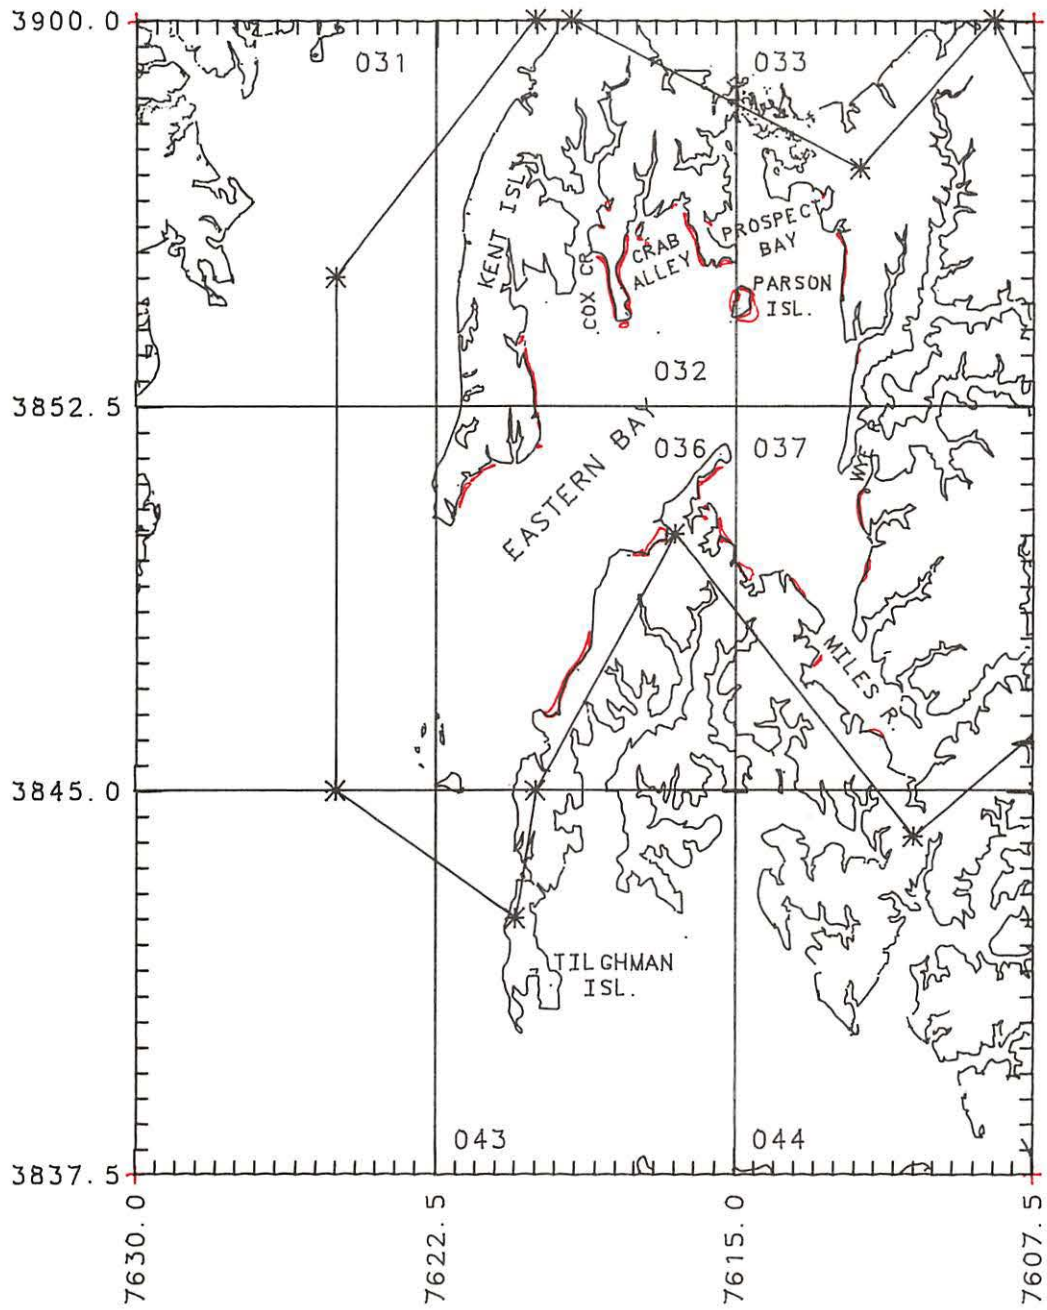 3900.0
031
033
KENT ISL
COX CR
CRAB
ALLEY
PROSPECT
BAY
PARSON
ISL.
032
3852.5
036
037
EASTERN BAY
W
MILES R.
3845.0
TILGHMAN
ISL.
043
044
3837.5
7630.0
7622.5
7615.0
7607.5